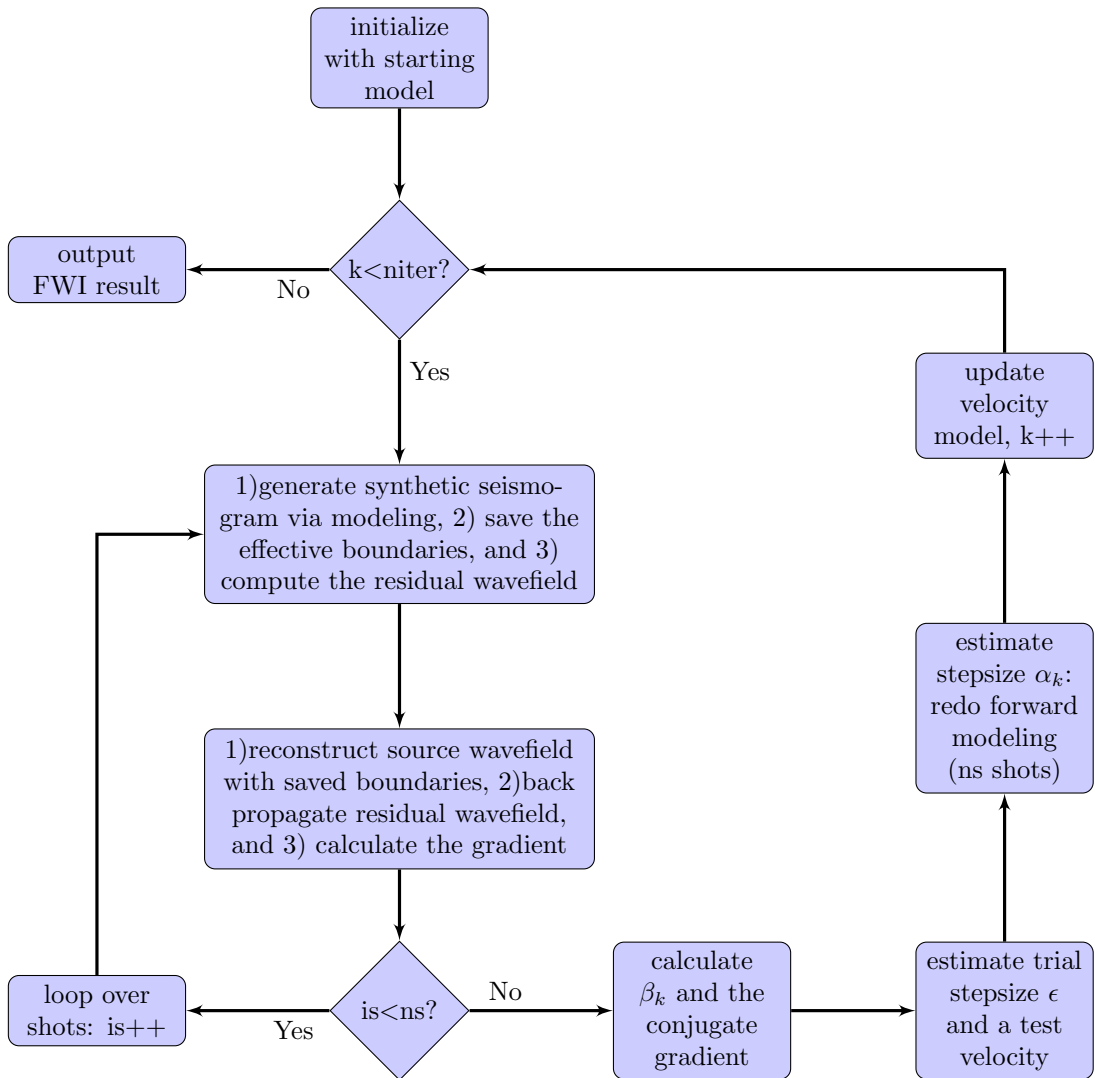 initialize
with starting
model
k<niter?
No
output
FWI result
Yes
update
velocity
model, k++
1)generate synthetic seismo-
gram via modeling, 2) save the
effective boundaries, and 3)
compute the residual wavefield
estimate
stepsize αₖ:
redo forward
modeling
(ns shots)
1)reconstruct source wavefield
with saved boundaries, 2)back
propagate residual wavefield,
and 3) calculate the gradient
is<ns?
Yes
loop over
shots: is++
No
calculate
βₖ and the
conjugate
gradient
estimate trial
stepsize ϵ
and a test
velocity